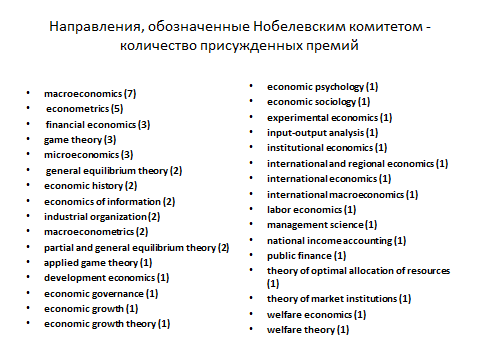 Направления, обозначенные Нобелевским комитетом -
количество присужденных премий
• macroeconomics (7)
• econometrics (5)
• financial economics (3)
• game theory (3)
• microeconomics (3)
• general equilibrium theory (2)
• economic history (2)
• economics of information (2)
• industrial organization (2)
• macroeconometrics (2)
• partial and general equilibrium theory (2)
• applied game theory (1)
• development economics (1)
• economic governance (1)
• economic growth (1)
• economic growth theory (1)
• economic psychology (1)
• economic sociology (1)
• experimental economics (1)
• input-output analysis (1)
• institutional economics (1)
• international and regional economics (1)
• international economics (1)
• international macroeconomics (1)
• labor economics (1)
• management science (1)
• national income accounting (1)
• public finance (1)
• theory of optimal allocation of resources
(1)
• theory of market institutions (1)
• welfare economics (1)
• welfare theory (1)